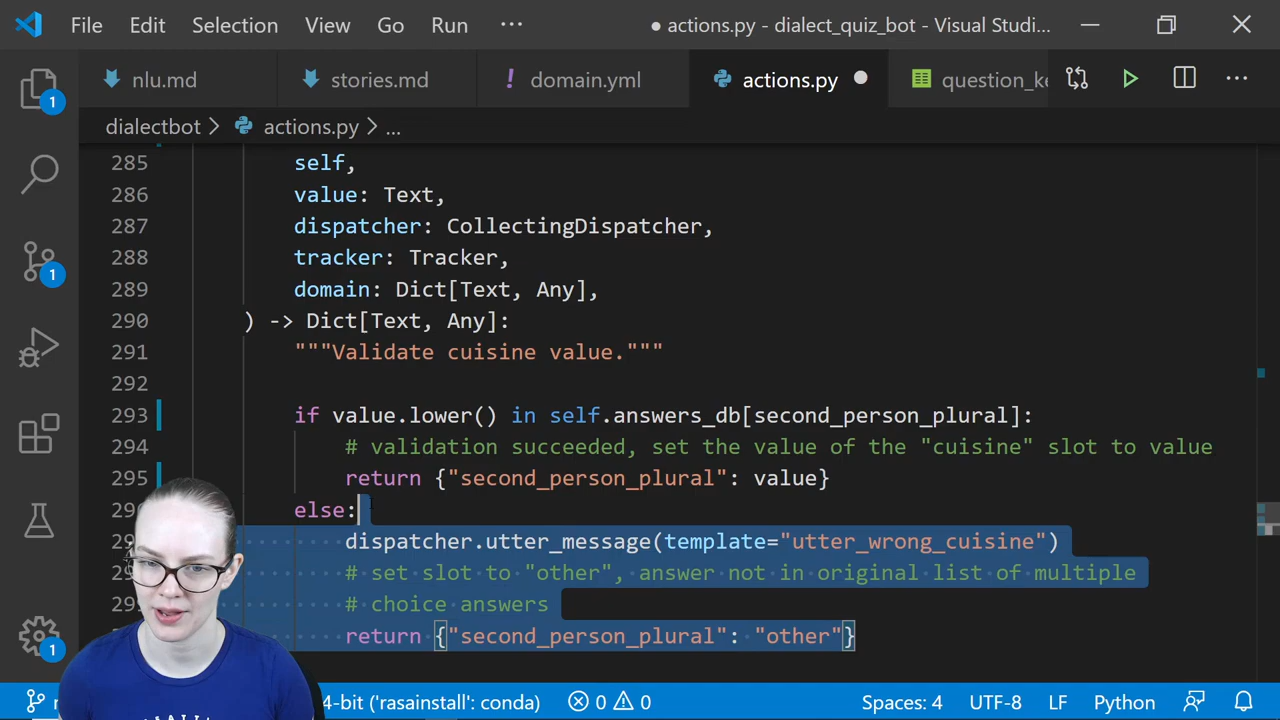 File Edit Selection View Go Run ··· ● actions.py - dialect_quiz_bot - Visual Studi...
nlu.md stories.md ! domain.yml actions.py ● question_ke ···
dialectbot > actions.py > ...
285 self,
286 value: Text,
287 dispatcher: CollectingDispatcher,
288 tracker: Tracker,
289 domain: Dict[Text, Any],
290 ) -> Dict[Text, Any]:
291 """Validate cuisine value."""
292
293 if value.lower() in self.answers_db[second_person_plural]:
294 # validation succeeded, set the value of the "cuisine" slot to value
295 return {"second_person_plural": value}
else:
dispatcher.utter_message(template="utter_wrong_cuisine")
# set slot to "other", answer not in original list of multiple
# choice answers
return {"second_person_plural": "other"}
1
1
1
4-bit ('rasainstall': conda) 0 0 Spaces: 4 UTF-8 LF Python